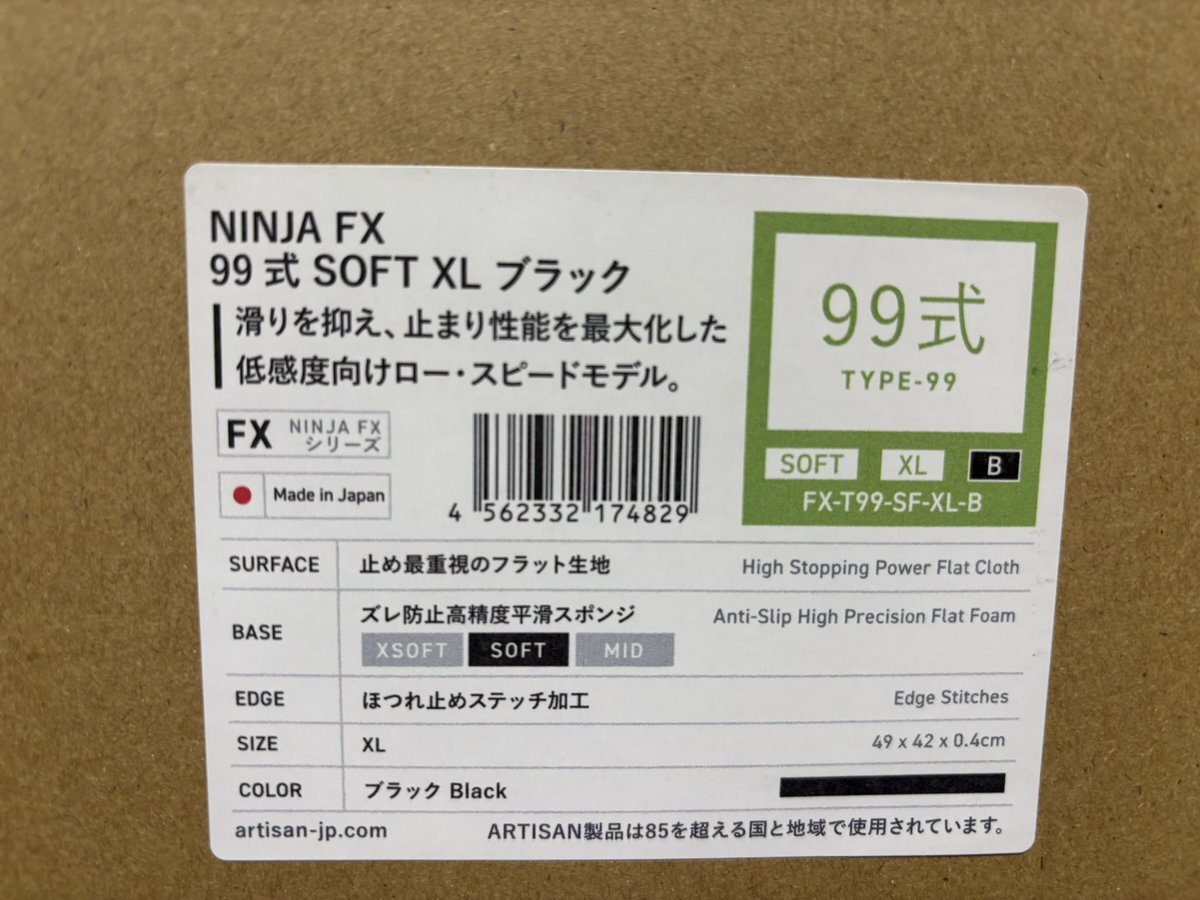 NINJA FX
99 式 SOFT XL ブラック
滑りを抑え、止まり性能を最大化した
低感度向けロー・スピードモデル。
FX NINJA FX
シリーズ
Made in Japan
4 562332 174829
99式
TYPE-99
SOFT XL B
FX-T99-SF-XL-B
SURFACE 止め最重視のフラット生地 High Stopping Power Flat Cloth
BASE ズレ防止高精度平滑スポンジ Anti-Slip High Precision Flat Foam
XSOFT SOFT MID
EDGE ほつれ止めステッチ加工 Edge Stitches
SIZE XL 49 x 42 x 0.4cm
COLOR ブラック Black
artisan-jp.com ARTISAN製品は85を超える国と地域で使用されています。